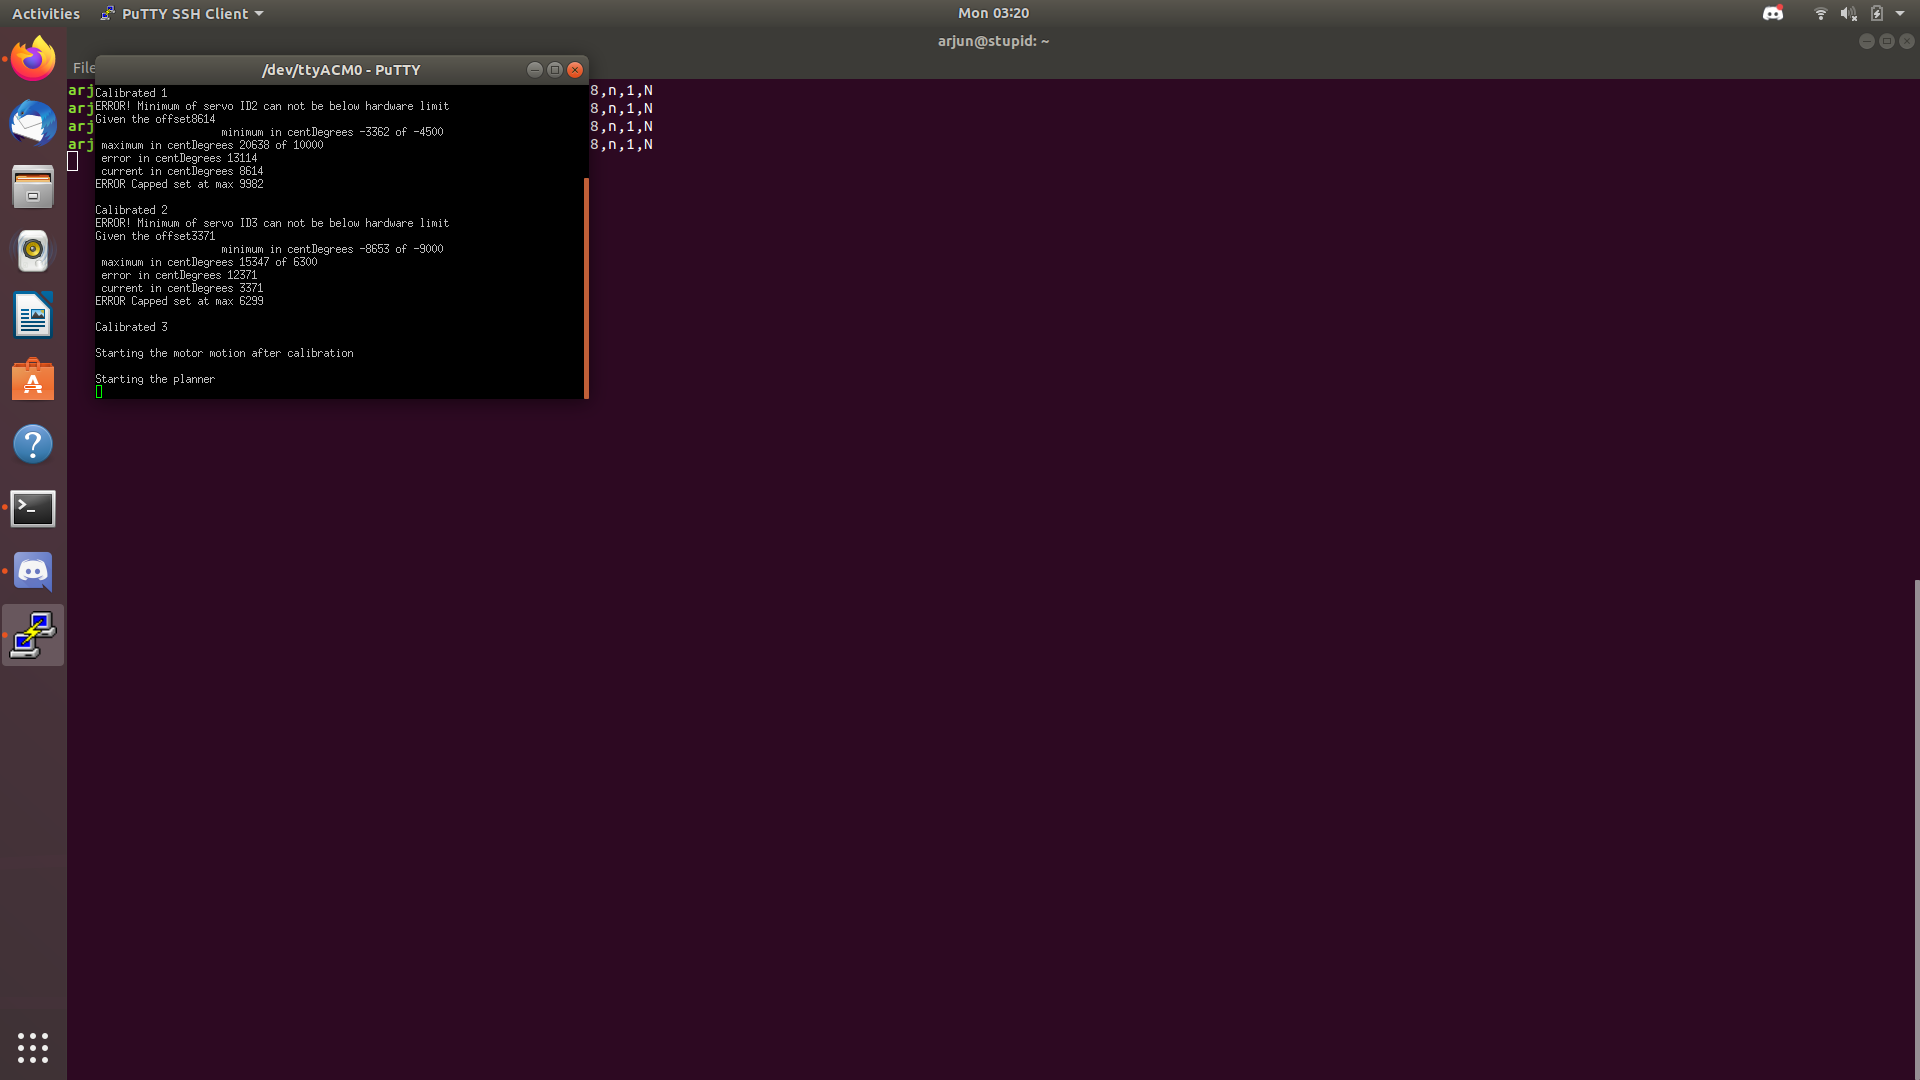 Activities
PuTTY SSH Client
Mon 03:20
arjun@stupid: ~
File
/dev/ttyACM0 - PuTTY
arj 8,n,1,N
arj 8,n,1,N
arj 8,n,1,N
arj 8,n,1,N
Calibrated 1
ERROR! Minimum of servo ID2 can not be below hardware limit
Given the offset8614
minimum in centDegrees -3362 of -4500
maximum in centDegrees 20638 of 10000
error in centDegrees 13114
current in centDegrees 8614
ERROR Capped set at max 9982
Calibrated 2
ERROR! Minimum of servo ID3 can not be below hardware limit
Given the offset3371
minimum in centDegrees -8653 of -9000
maximum in centDegrees 15347 of 6300
error in centDegrees 12371
current in centDegrees 3371
ERROR Capped set at max 6299
Calibrated 3
Starting the motor motion after calibration
Starting the planner